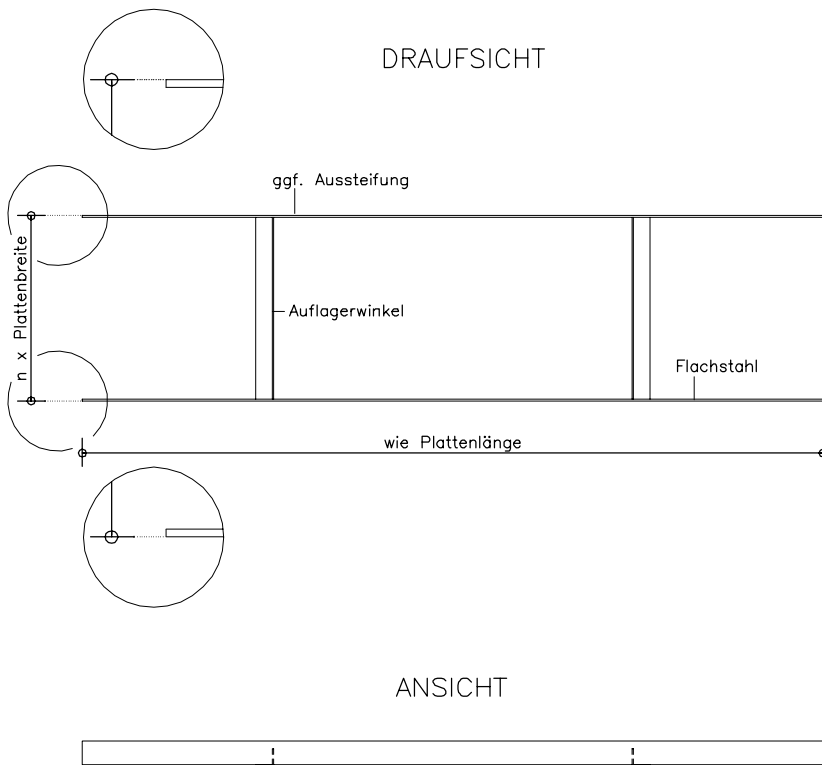 DRAUFSICHT
ggf. Aussteifung
n x Plattenbreite
Auflagerwinkel
Flachstahl
wie Plattenlänge
ANSICHT